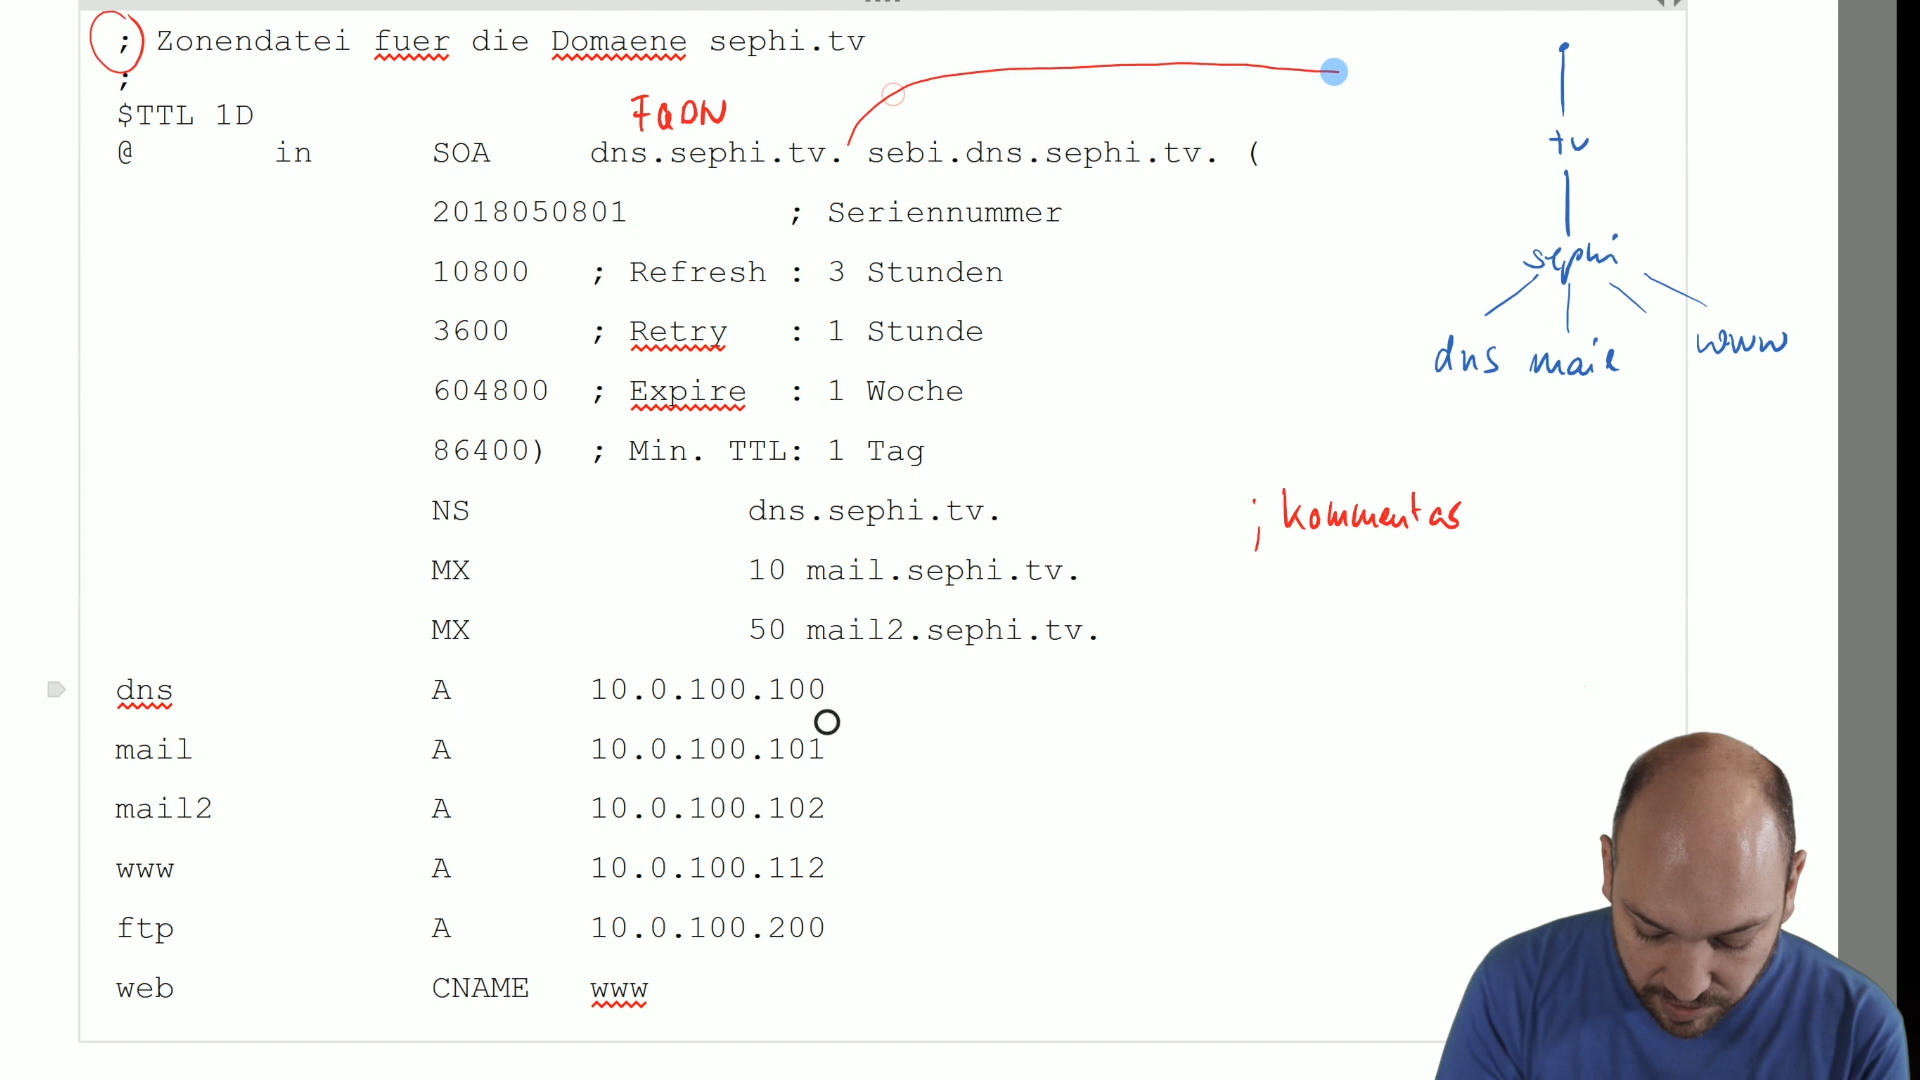 ; Zonendatei fuer die Domaene sephi.tv
;
$TTL 1D
FQDN
@ in SOA dns.sephi.tv. sebi.dns.sephi.tv. (
2018050801 ; Seriennummer
10800 ; Refresh : 3 Stunden
3600 ; Retry : 1 Stunde
604800 ; Expire : 1 Woche
86400) ; Min. TTL: 1 Tag
NS dns.sephi.tv.
MX 10 mail.sephi.tv.
MX 50 mail2.sephi.tv.
dns A 10.0.100.100
mail A 10.0.100.101
mail2 A 10.0.100.102
www A 10.0.100.112
ftp A 10.0.100.200
web CNAME www
; Kommentar
tv
sephi
dns mail www